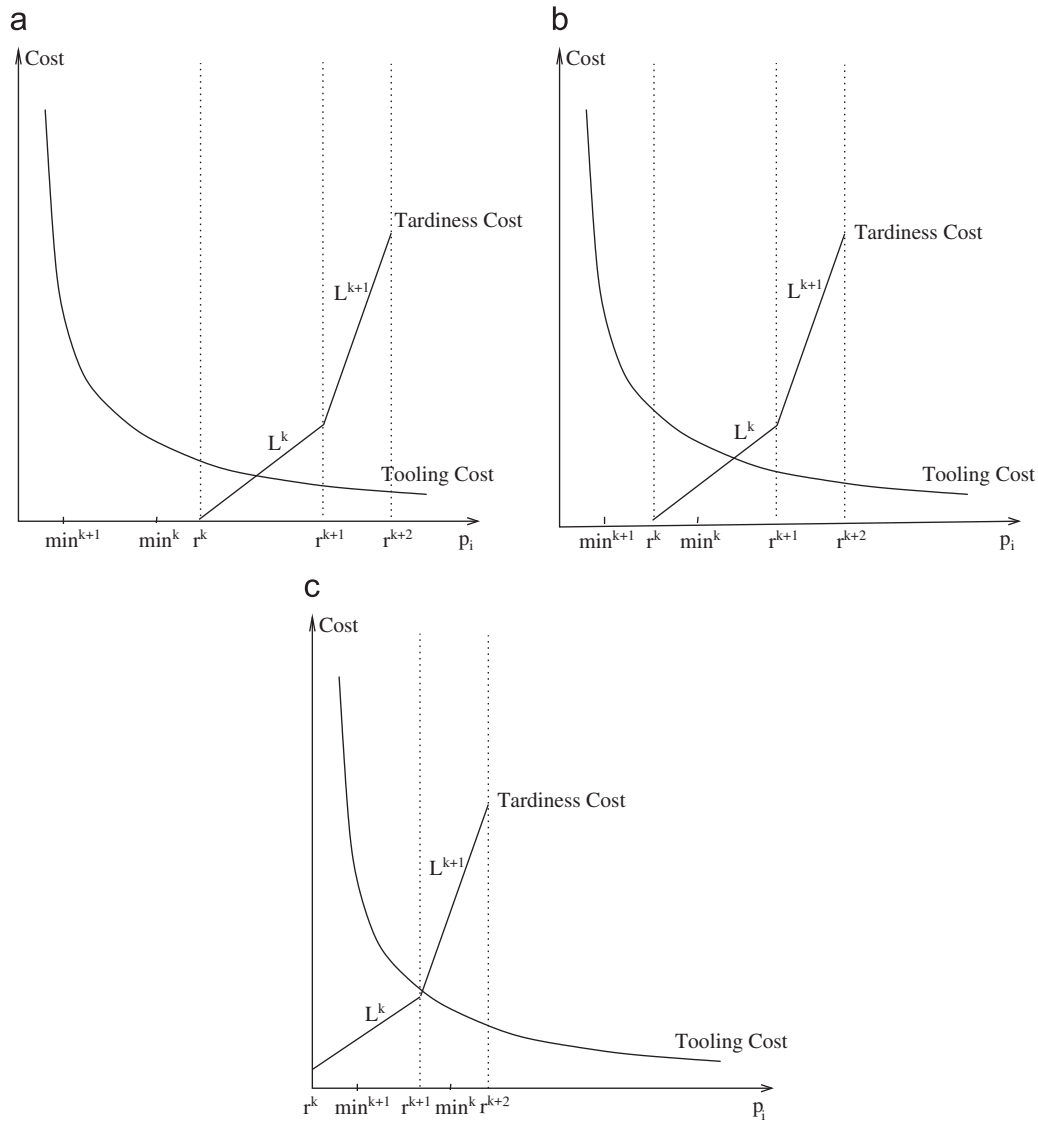 a
Cost
Tardiness Cost
L^{k+1}
L^k
Tooling Cost
min^{k+1} min^k r^k r^{k+1} r^{k+2} p_i
b
Cost
Tardiness Cost
L^{k+1}
L^k
Tooling Cost
min^{k+1} r^k min^k r^{k+1} r^{k+2} p_i
c
Cost
Tardiness Cost
L^{k+1}
L^k
Tooling Cost
r^k min^{k+1} r^{k+1} min^k r^{k+2} p_i